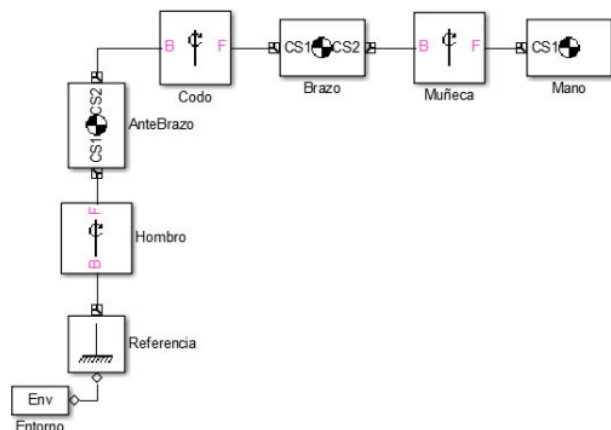 B F
Codo
CS1 CS2
Brazo
B F
Muñeca
CS1
Mano
CS1 CS2
AnteBrazo
F
B
Hombro
Referencia
Env
Entorno